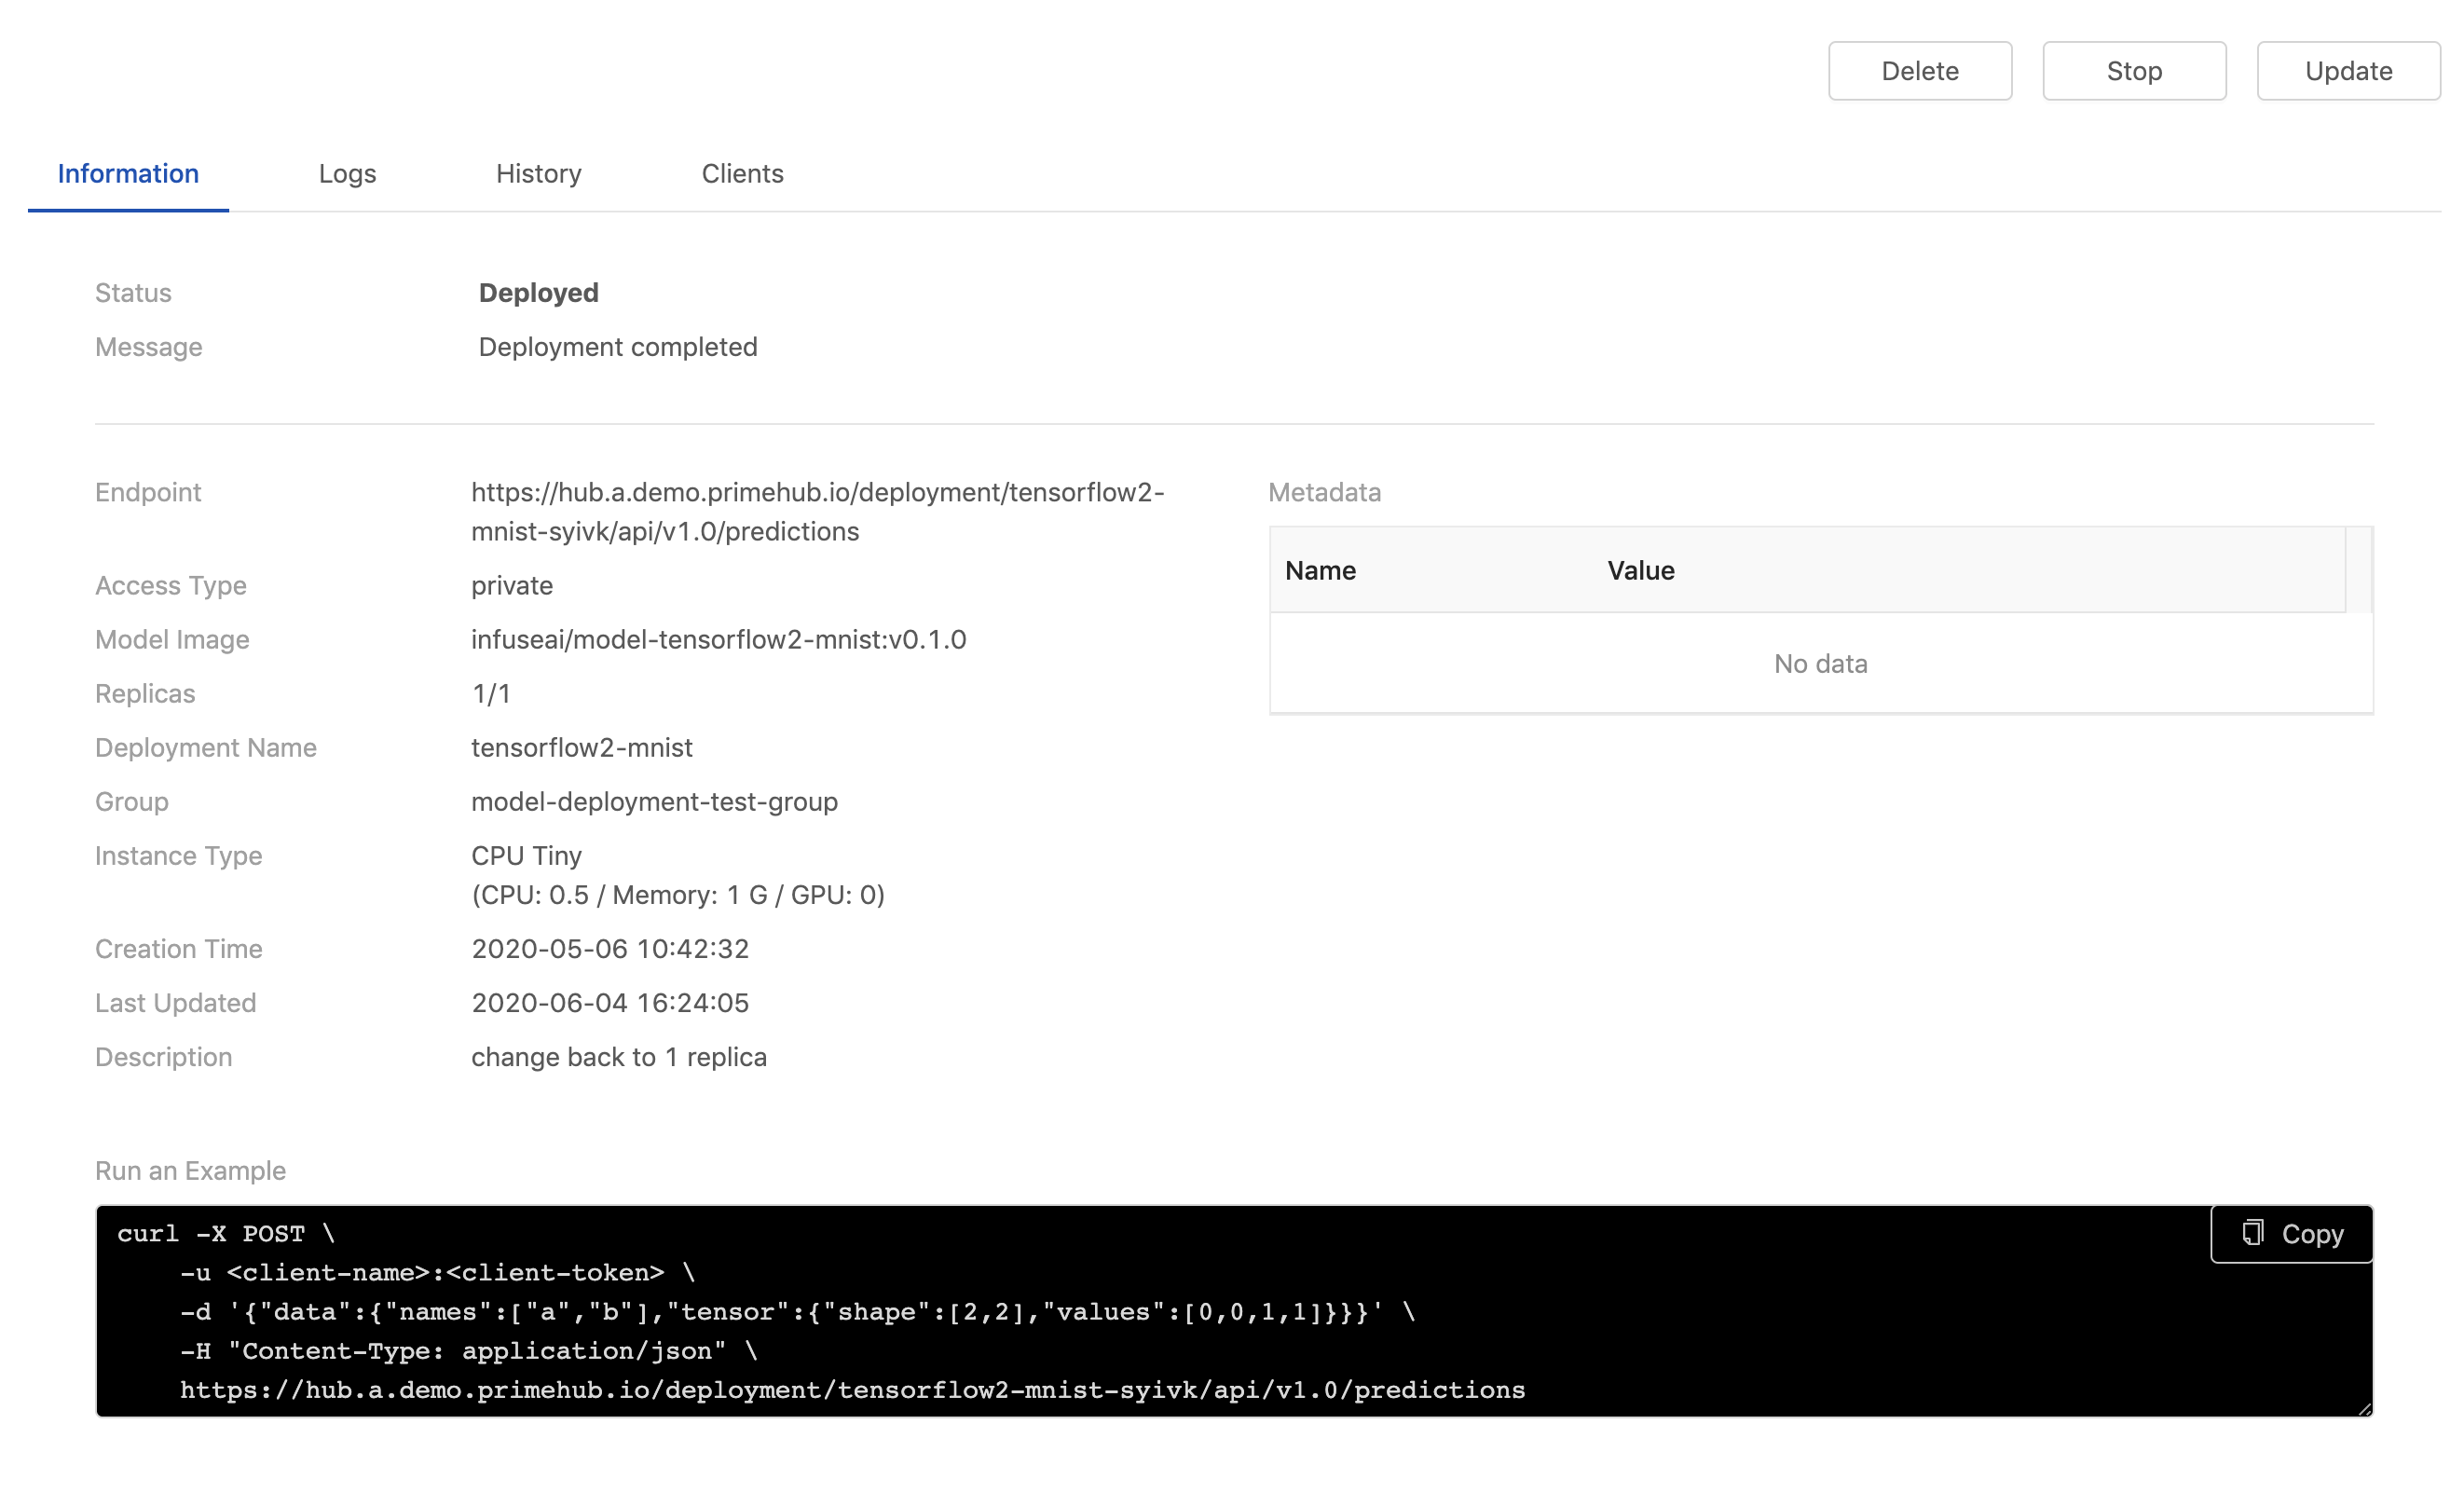 Delete Stop Update
Information Logs History Clients
Status Deployed
Message Deployment completed
Endpoint https://hub.a.demo.primehub.io/deployment/tensorflow2-
mnist-syivk/api/v1.0/predictions
Access Type private
Model Image infuseai/model-tensorflow2-mnist:v0.1.0
Replicas 1/1
Deployment Name tensorflow2-mnist
Group model-deployment-test-group
Instance Type CPU Tiny
(CPU: 0.5 / Memory: 1 G / GPU: 0)
Creation Time 2020-05-06 10:42:32
Last Updated 2020-06-04 16:24:05
Description change back to 1 replica
Metadata
Name Value
No data
Run an Example
curl -X POST \
    -u <client-name>:<client-token> \
    -d '{"data":{"names":["a","b"],"tensor":{"shape":[2,2],"values":[0,0,1,1]}}}' \
    -H "Content-Type: application/json" \
    https://hub.a.demo.primehub.io/deployment/tensorflow2-mnist-syivk/api/v1.0/predictions
Copy